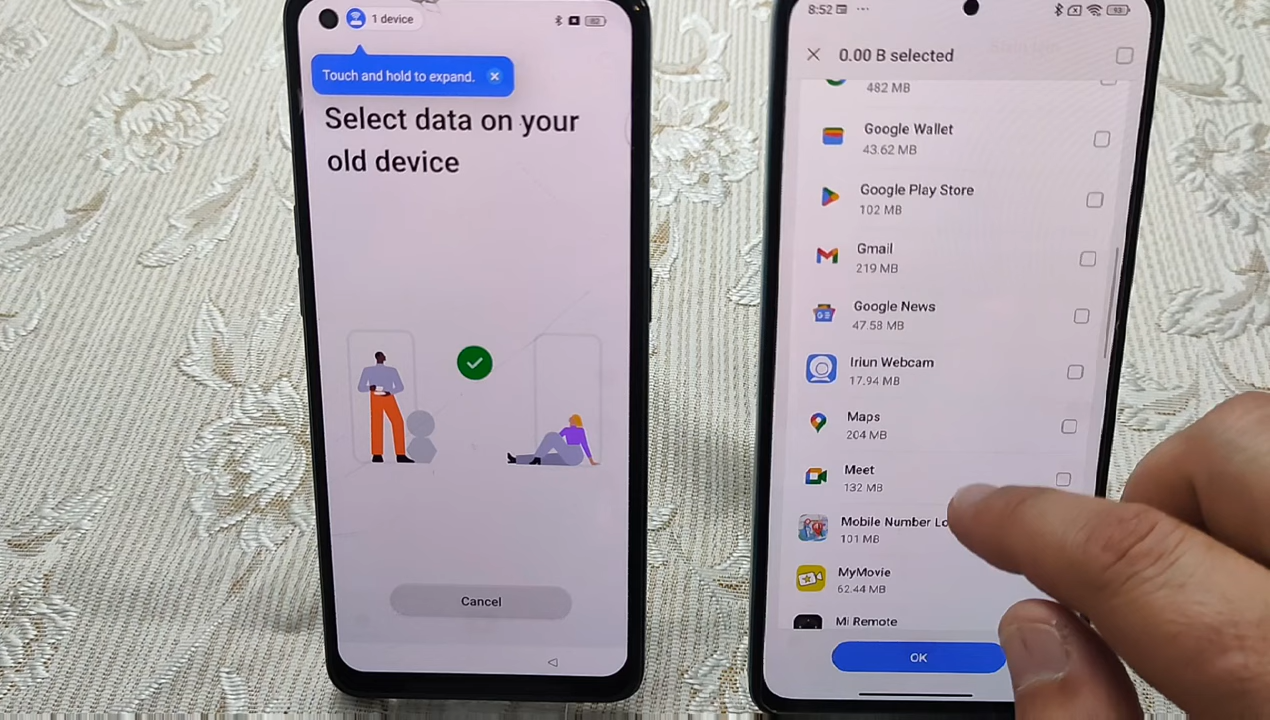 1 device
Touch and hold to expand.
Select data on your
old device
Cancel
8:52
0.00 B selected
482 MB
Google Wallet
43.62 MB
Google Play Store
102 MB
Gmail
219 MB
Google News
47.58 MB
Iriun Webcam
17.94 MB
Maps
204 MB
Meet
132 MB
Mobile Number Lo
101 MB
MyMovie
62.44 MB
Mi Remote
OK